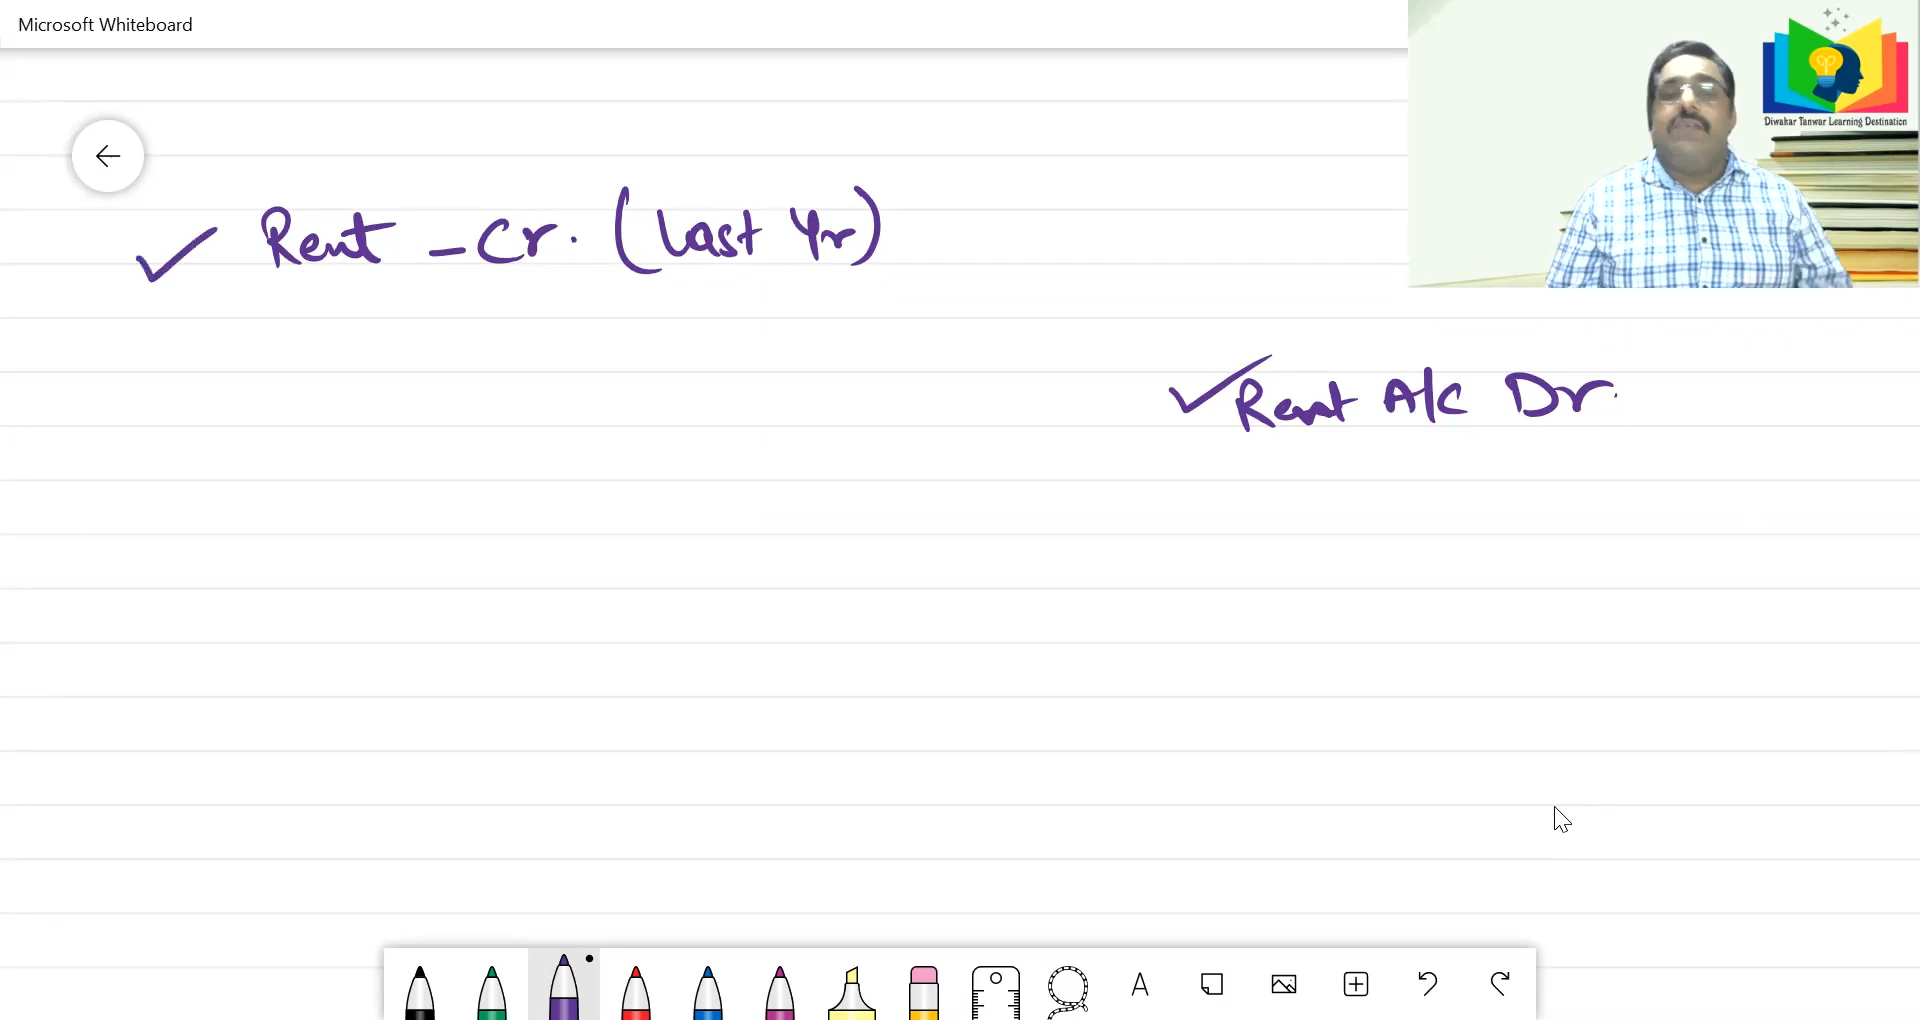 Microsoft Whiteboard
Diwakar Tanwar Learning Destination
Rent - Cr. (Last Yr)
Rent A/c Dr.
A